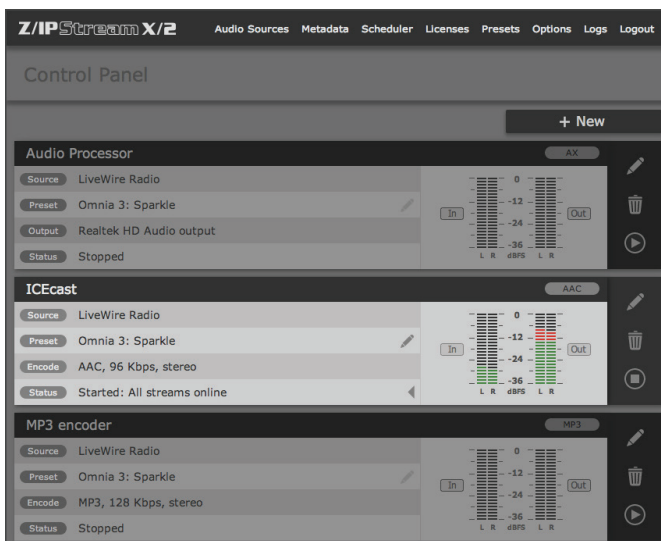 Z/IPStream X/2 Audio Sources Metadata Scheduler Licenses Presets Options Logs Logout
Control Panel
+ New
Audio Processor AX
Source LiveWire Radio
Preset Omnia 3: Sparkle
Output Realtek HD Audio output
Status Stopped
In 0 -12 -24 -36 Out
L R dBFS L R
ICEcast AAC
Source LiveWire Radio
Preset Omnia 3: Sparkle
Encode AAC, 96 Kbps, stereo
Status Started: All streams online
In 0 -12 -24 -36 Out
L R dBFS L R
MP3 encoder MP3
Source LiveWire Radio
Preset Omnia 3: Sparkle
Encode MP3, 128 Kbps, stereo
Status Stopped
In 0 -12 -24 -36 Out
L R dBFS L R